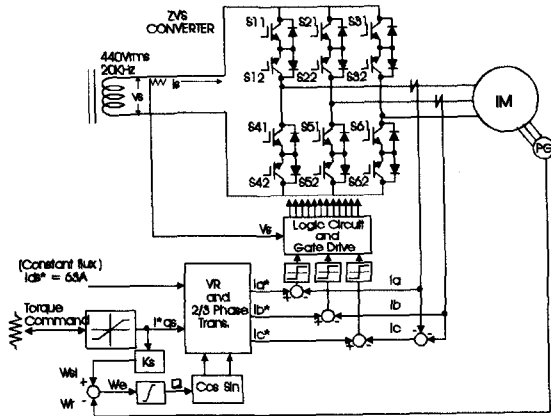 ZVS
CONVERTER
440Vrms
20KHz
Vs
is
S11
S21
S31
S12
S22
S32
S41
S51
S61
S42
S52
S62
IM
PG
Vs
Logic Circuit
and
Gate Drive
(Constant flux)
Ids* = 63A
Torque
Command
I*qs
VR
and
2/3 Phase
Trans.
Ia*
Ib*
Ic*
Ia
Ib
Ic
Ks
Wsl
We
Wr
Cos Sin